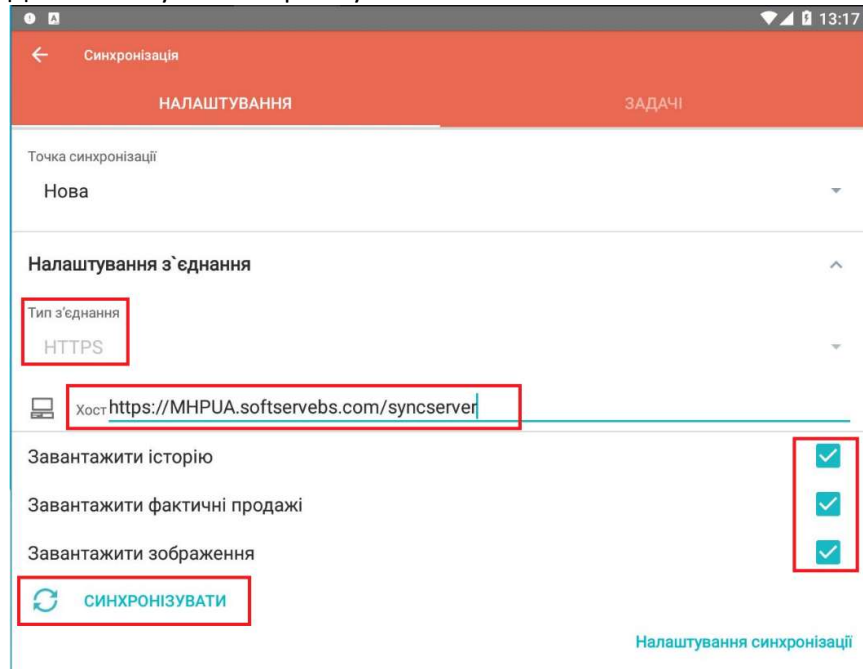 13:17
Синхронізація
НАЛАШТУВАННЯ ЗАДАЧІ
Точка синхронізації
Нова
Налаштування з`єднання
Тип з'єднання
HTTPS
Хост https://MHPUA.softservebs.com/syncserver
Завантажити історію
Завантажити фактичні продажі
Завантажити зображення
СИНХРОНІЗУВАТИ
Налаштування синхронізації